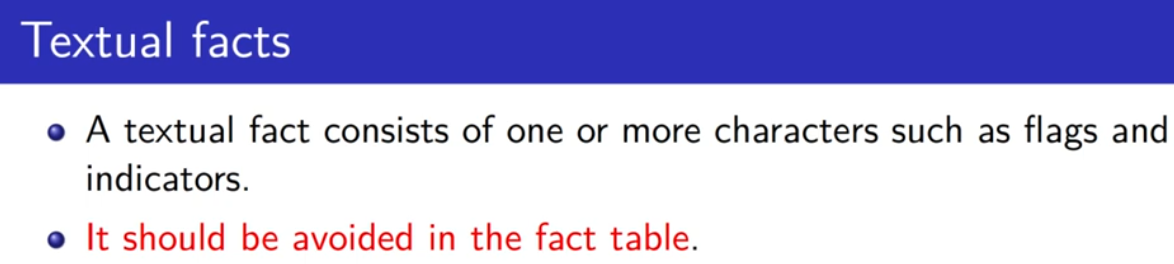 Textual facts
A textual fact consists of one or more characters such as flags and
indicators.
It should be avoided in the fact table.